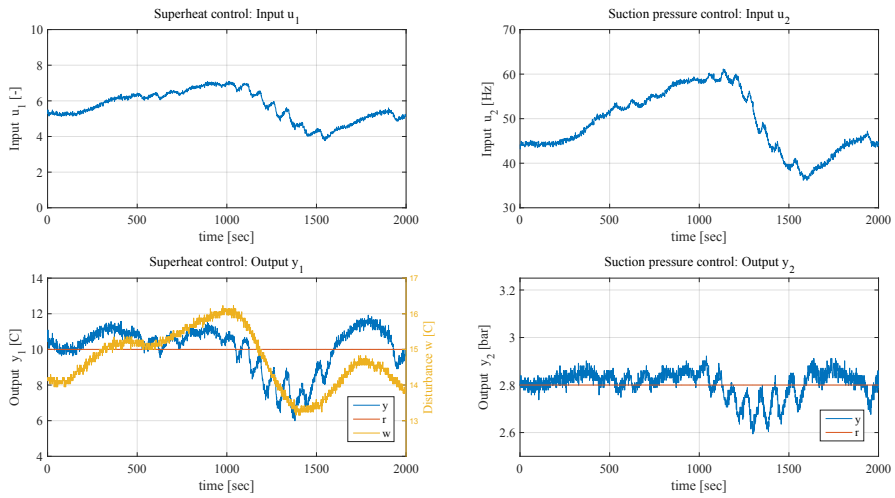 Superheat control: Input u1
10
8
6
4
2
0
Input u1 [-]
0 500 1000 1500 2000
time [sec]
Suction pressure control: Input u2
70
60
50
40
30
Input u2 [Hz]
0 500 1000 1500 2000
time [sec]
Superheat control: Output y1
14
12
10
8
6
4
Output y1 [C]
17
16
15
14
13
Disturbance w [C]
y
r
w
0 500 1000 1500 2000
time [sec]
Suction pressure control: Output y2
3.2
3
2.8
2.6
Output y2 [bar]
y
r
0 500 1000 1500 2000
time [sec]